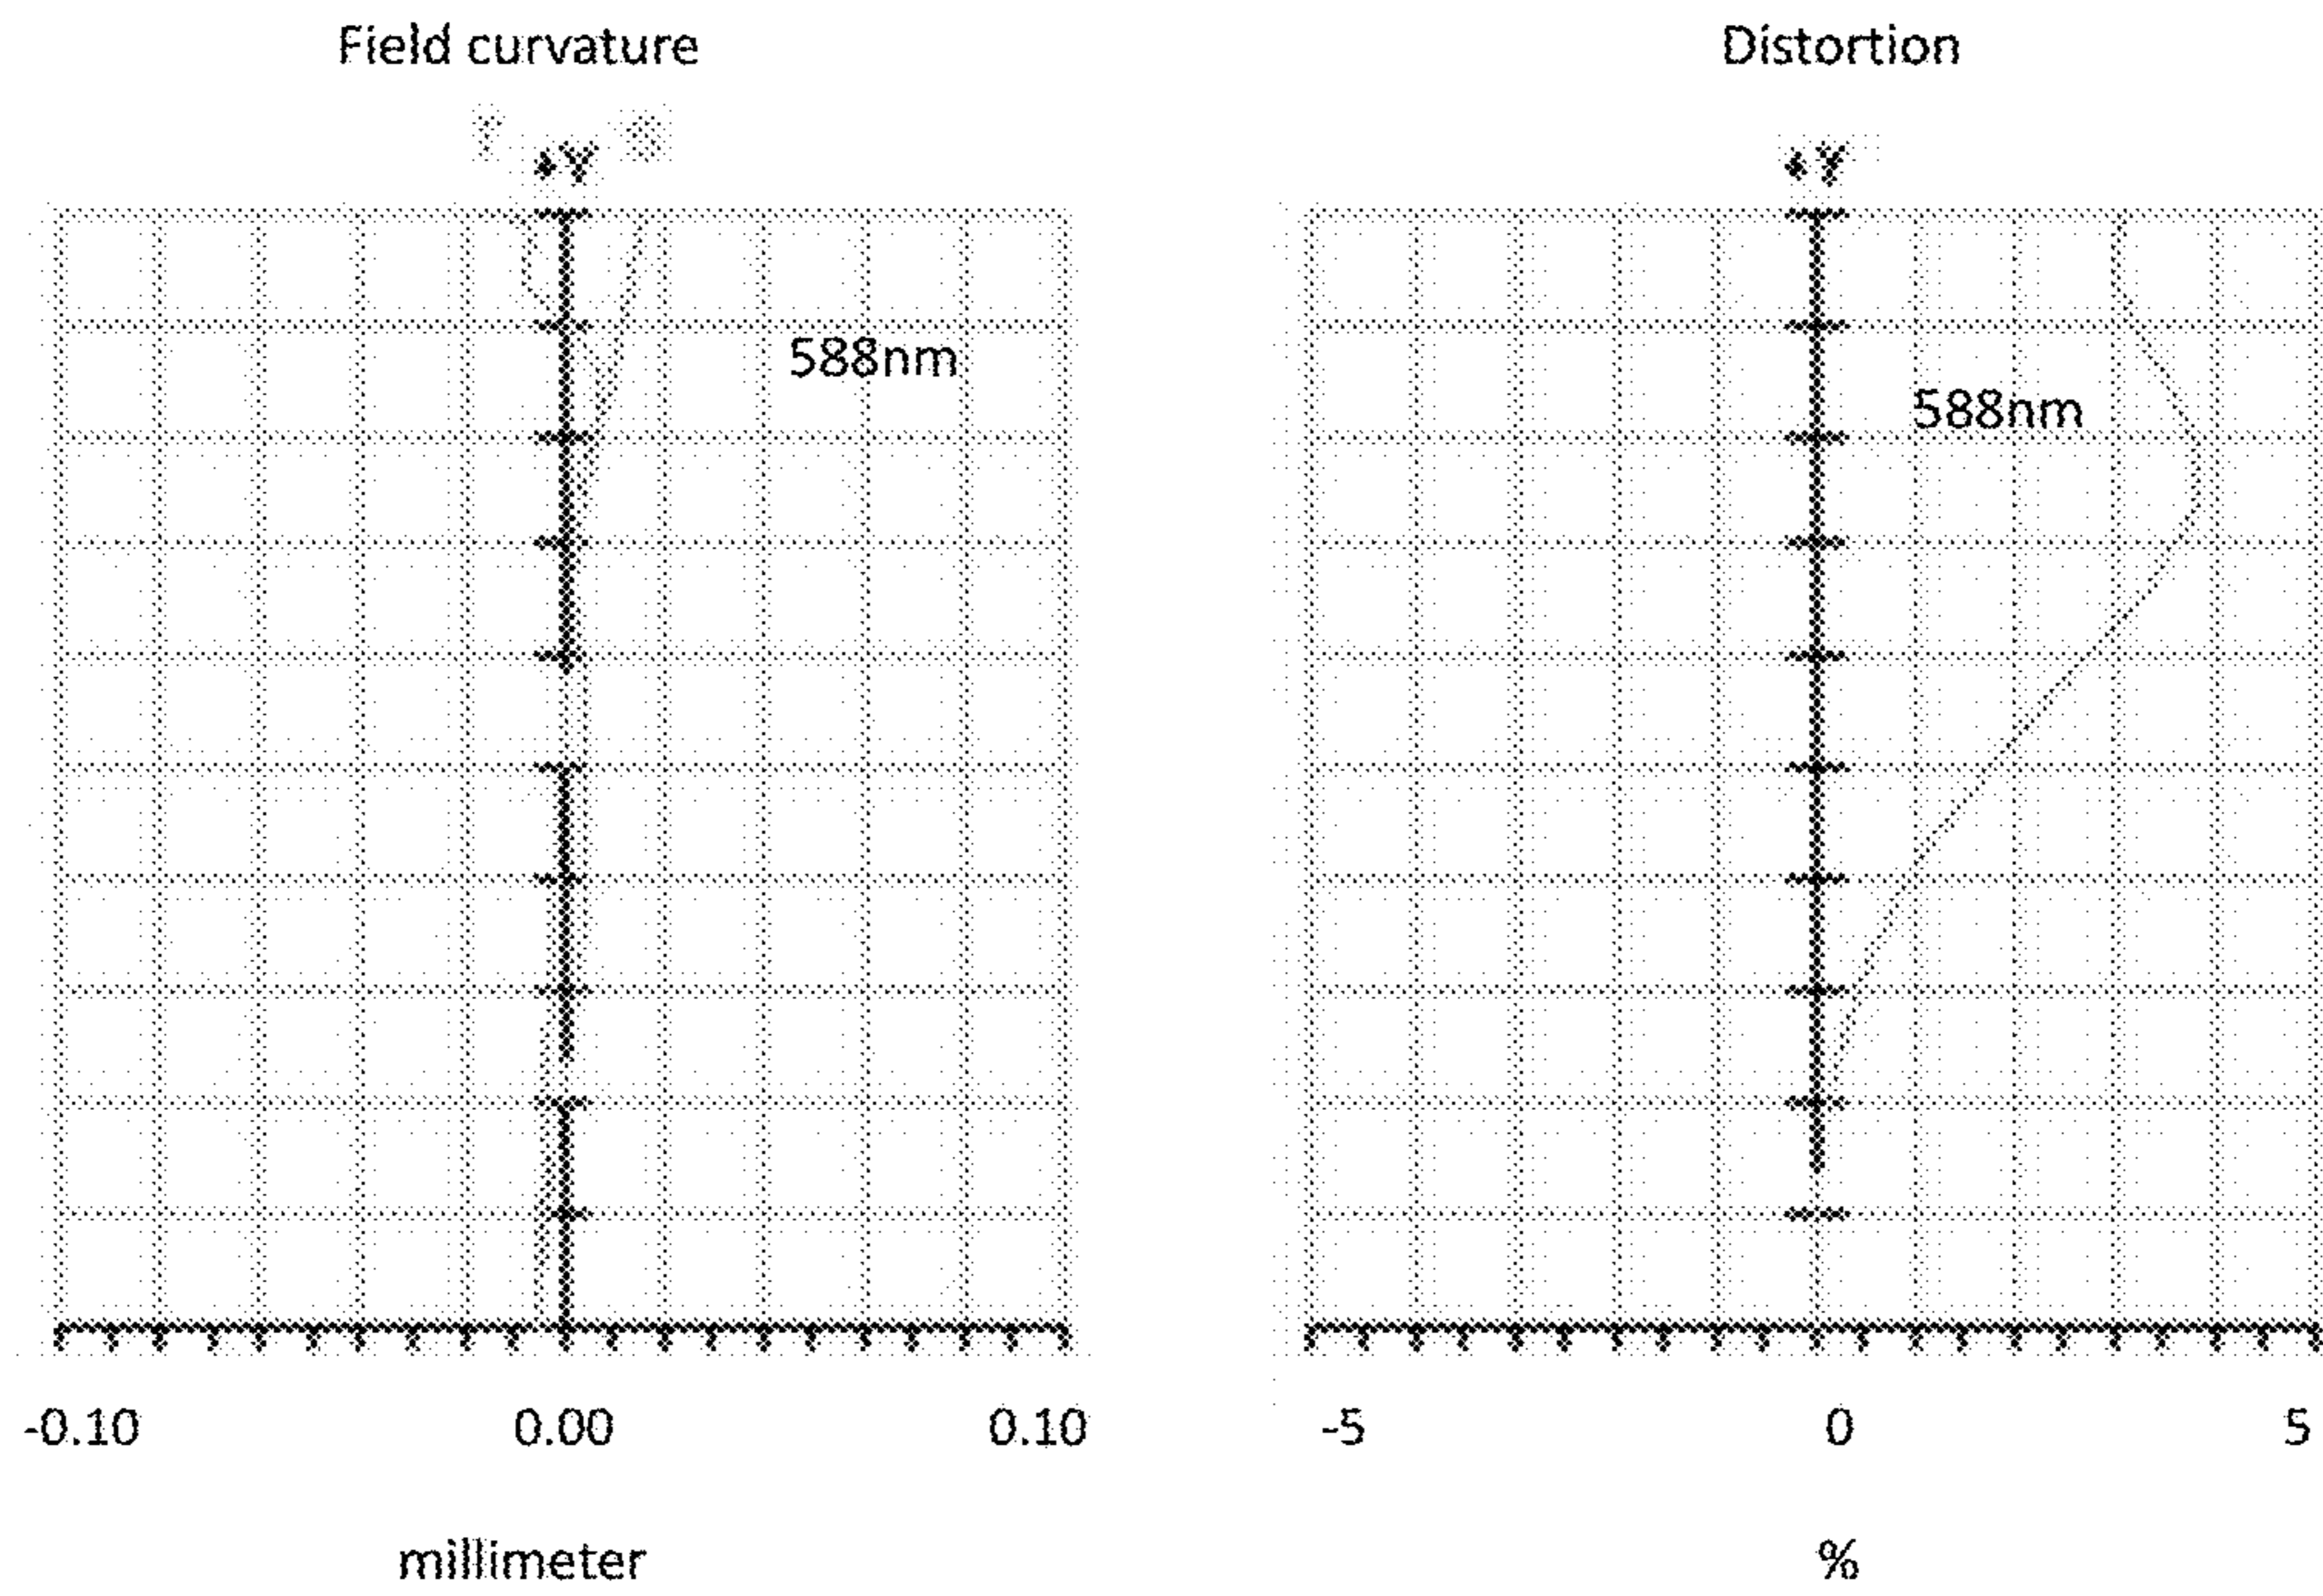 Field curvature
Distortion
+Y
+Y
588nm
588nm
-0.10 0.00 0.10
-5 0 5
millimeter
%